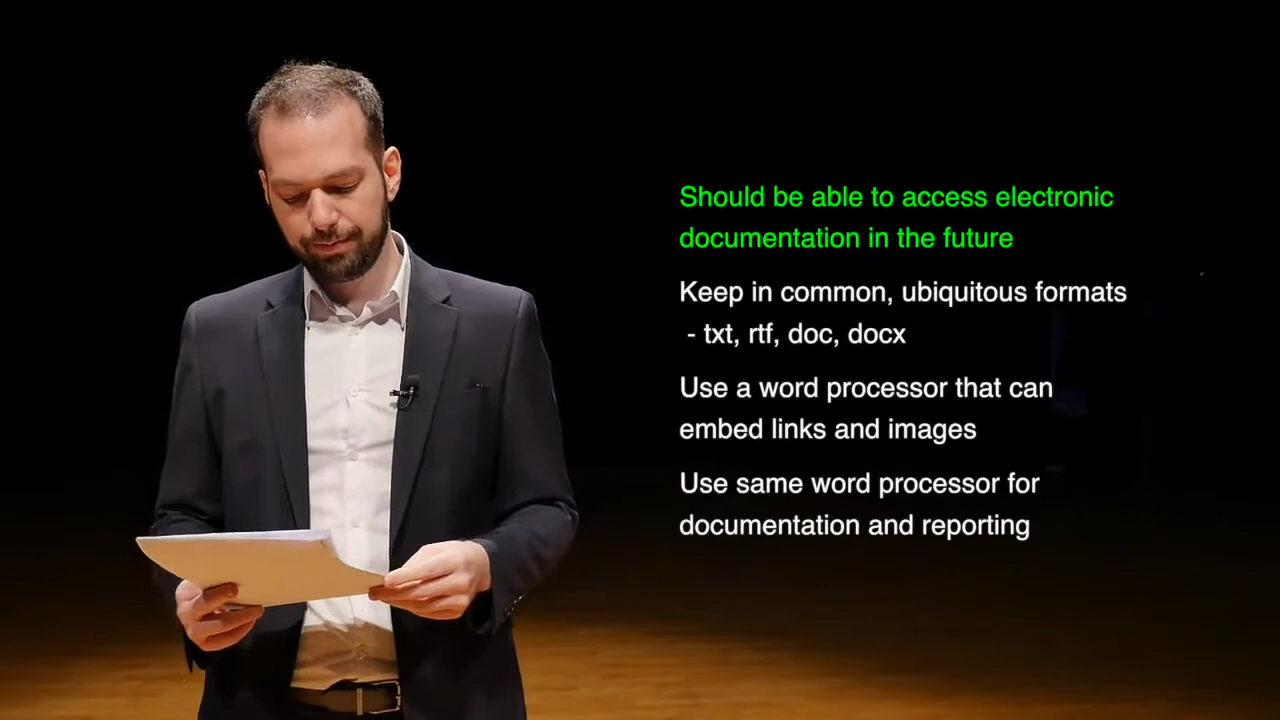 Should be able to access electronic
documentation in the future
Keep in common, ubiquitous formats
- txt, rtf, doc, docx
Use a word processor that can
embed links and images
Use same word processor for
documentation and reporting